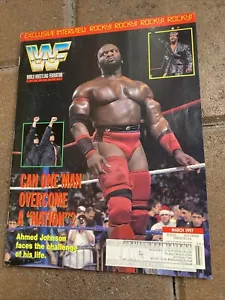 EXCLUSIVE INTERVIEW: ROCKY! ROCKY! ROCKY! ROCKY!
WF
WORLD WRESTLING FEDERATION
CAN ONE MAN
OVERCOME
A "NATION"?
Ahmed Johnson
faces the challenge
of his life.
MARCH 1997